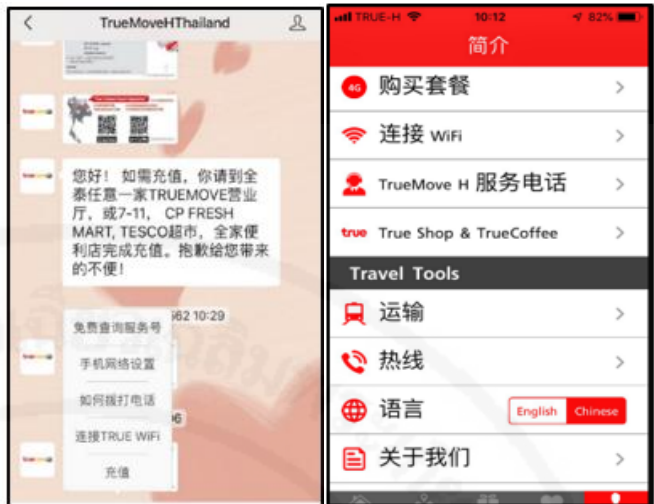 TrueMoveHThailand
您好！ 如需充值，你请到全
泰任意一家TRUEMOVE营业
厅，或7-11， CP FRESH
MART, TESCO超市，全家便
利店完成充值。抱歉给您带来
的不便！
562 10:29
免费查询服务号
手机网络设置
如何拨打电话
06
连接TRUE WiFi
充值
TRUE-H 10:12 82%
简介
4G 购买套餐
连接 WiFi
TrueMove H 服务电话
true True Shop & TrueCoffee
Travel Tools
运输
热线
语言 English Chinese
关于我们